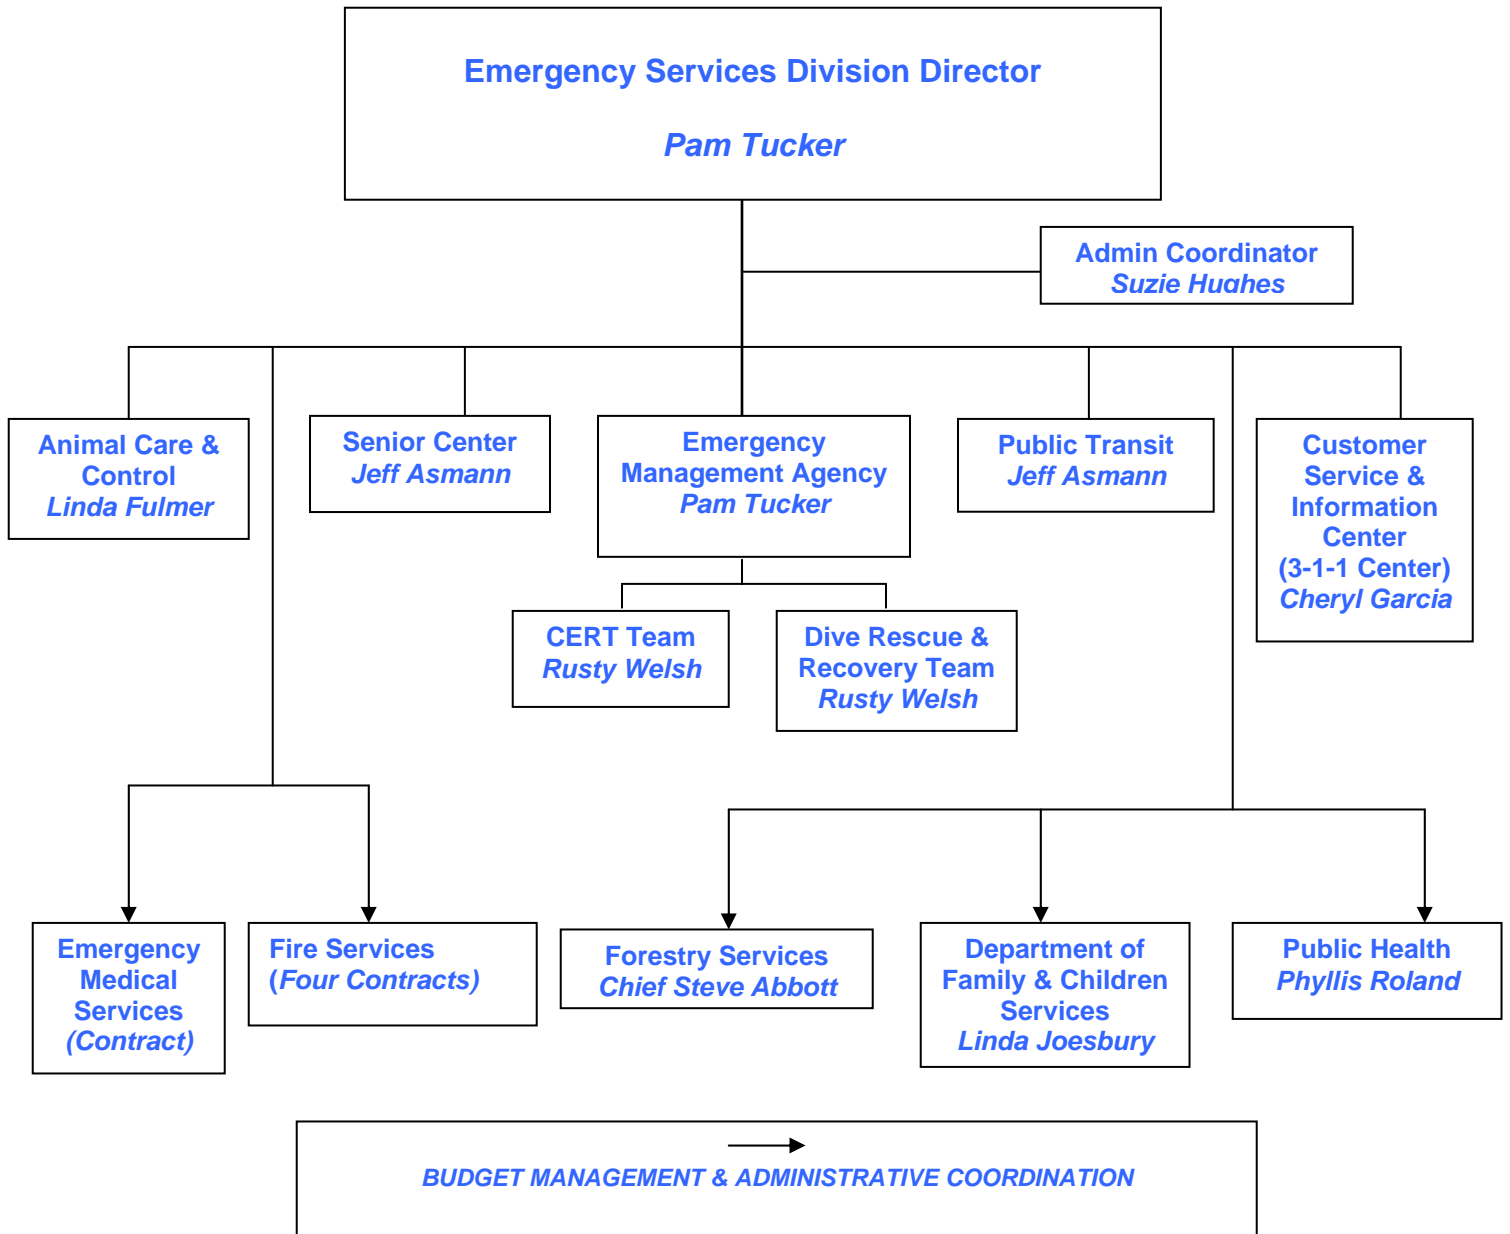 Emergency Services Division Director
Pam Tucker
Admin Coordinator
Suzie Hughes
Animal Care &
Control
Linda Fulmer
Senior Center
Jeff Asmann
Emergency
Management Agency
Pam Tucker
Public Transit
Jeff Asmann
Customer
Service &
Information
Center
(3-1-1 Center)
Cheryl Garcia
CERT Team
Rusty Welsh
Dive Rescue &
Recovery Team
Rusty Welsh
Emergency
Medical
Services
(Contract)
Fire Services
(Four Contracts)
Forestry Services
Chief Steve Abbott
Department of
Family & Children
Services
Linda Joesbury
Public Health
Phyllis Roland
BUDGET MANAGEMENT & ADMINISTRATIVE COORDINATION